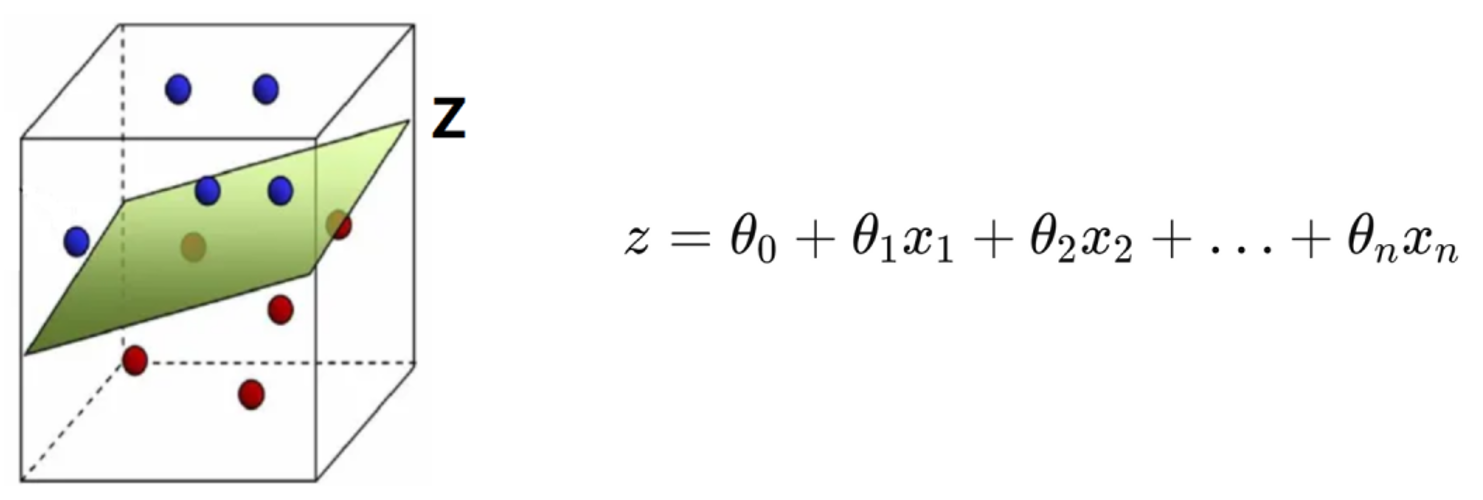 Z
z = θ₀ + θ₁x₁ + θ₂x₂ + . . . + θₙxₙ